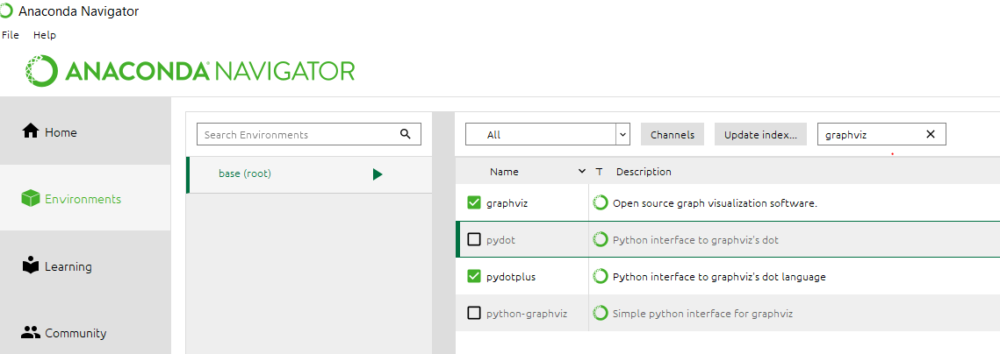 Anaconda Navigator
File Help
ANACONDA NAVIGATOR
Home
Environments
Learning
Community
Search Environments
base (root)
All Channels Update index... graphviz
Name T Description
graphviz Open source graph visualization software.
pydot Python interface to graphviz's dot
pydotplus Python interface to graphviz's dot language
python-graphviz Simple python interface for graphviz